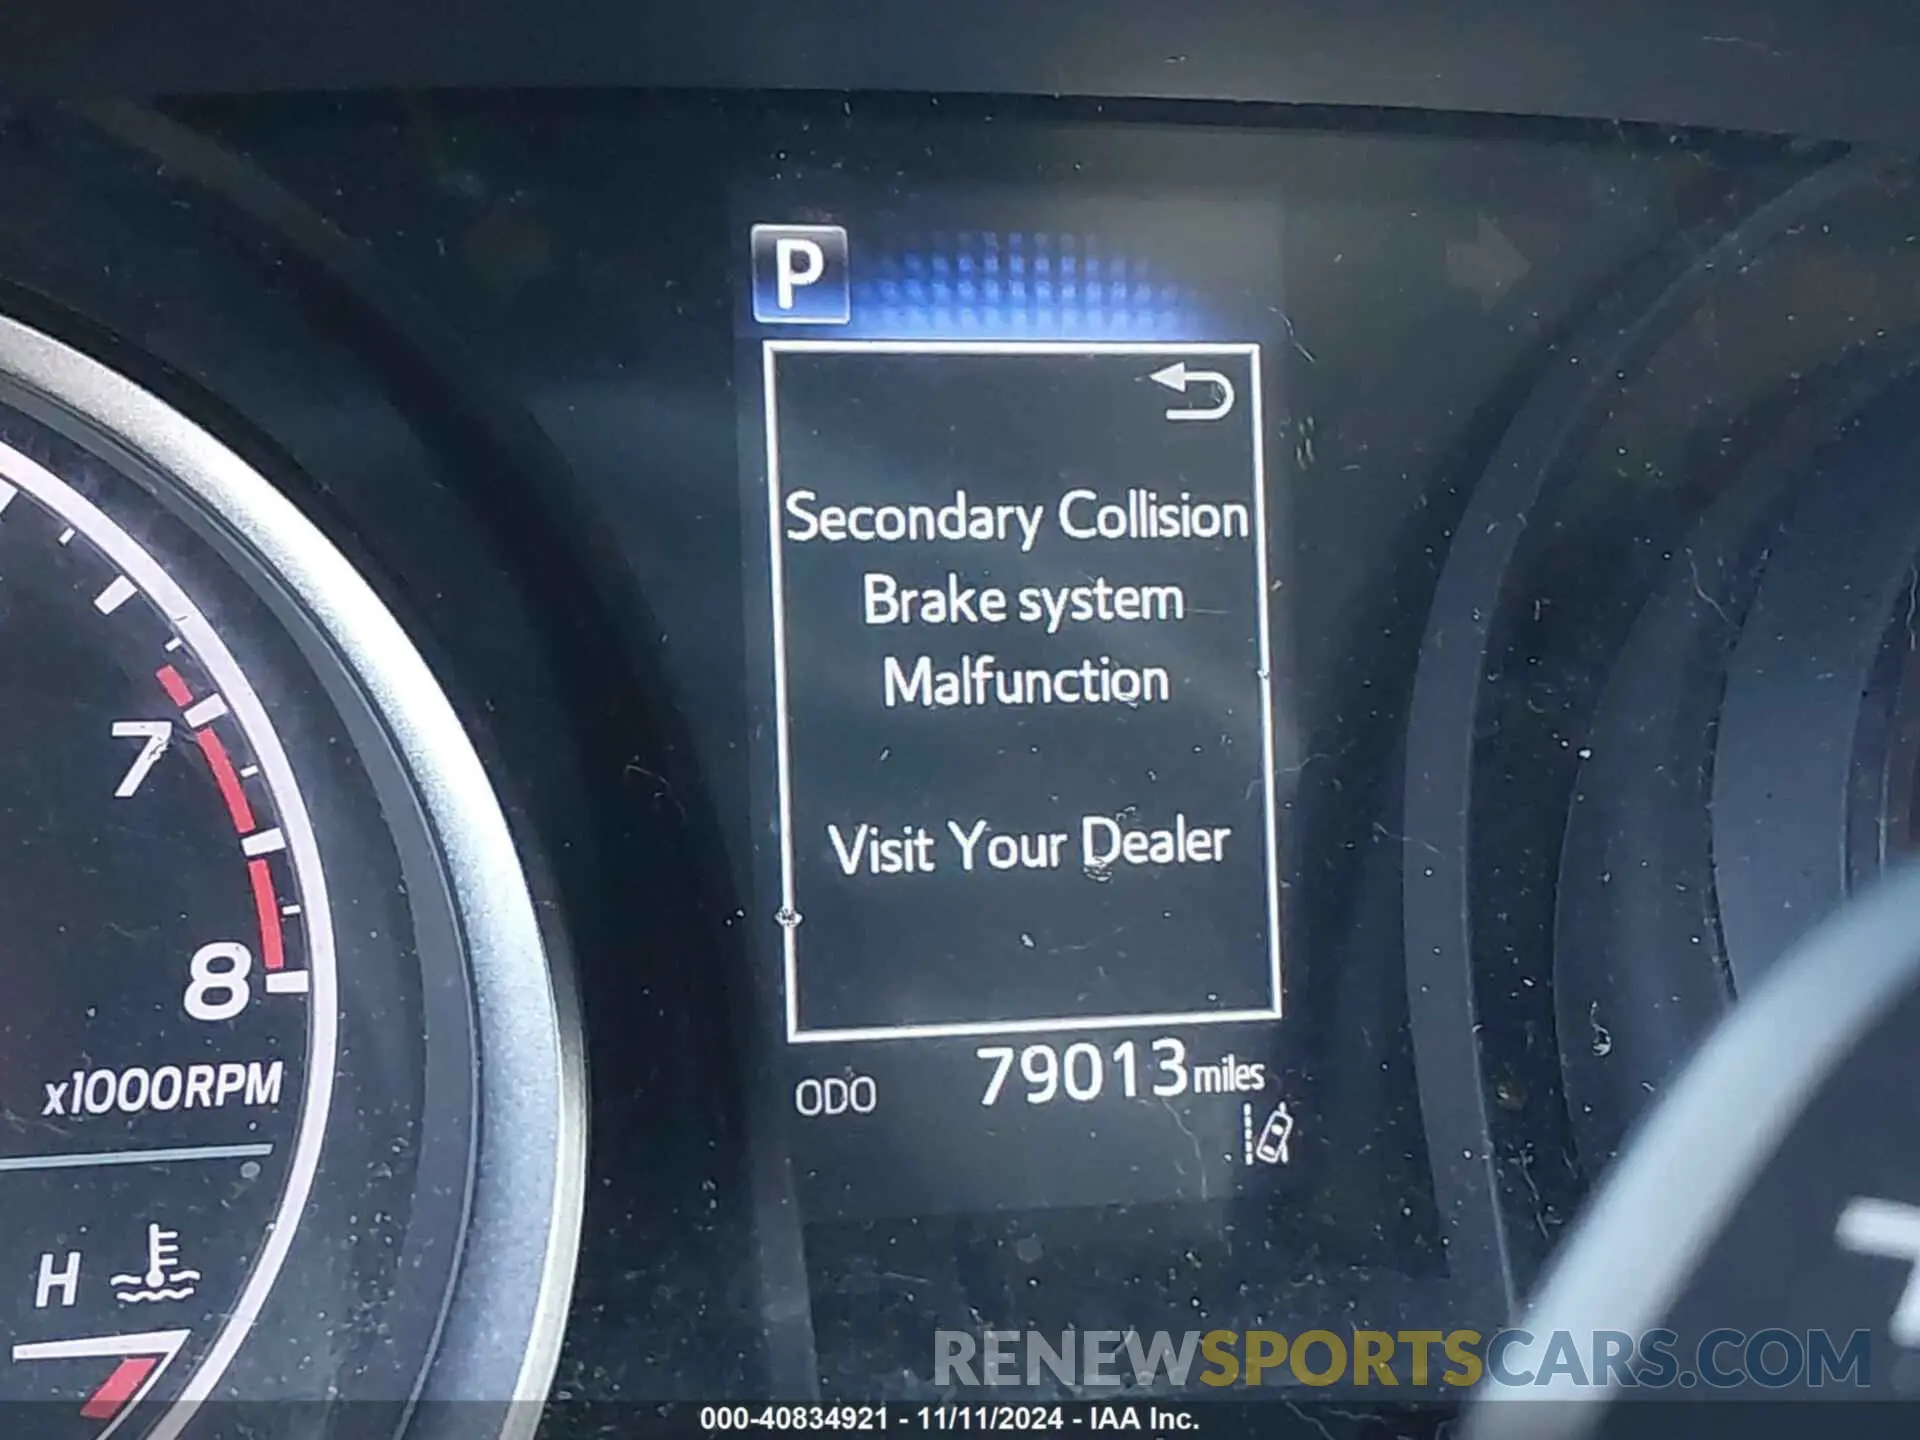 P
Secondary Collision
Brake system
Malfunction
Visit Your Dealer
7
8
x1000RPM
ODO 79013 miles
H
RENEWSPORTSCARS.COM
000-40834921 - 11/11/2024 - IAA Inc.